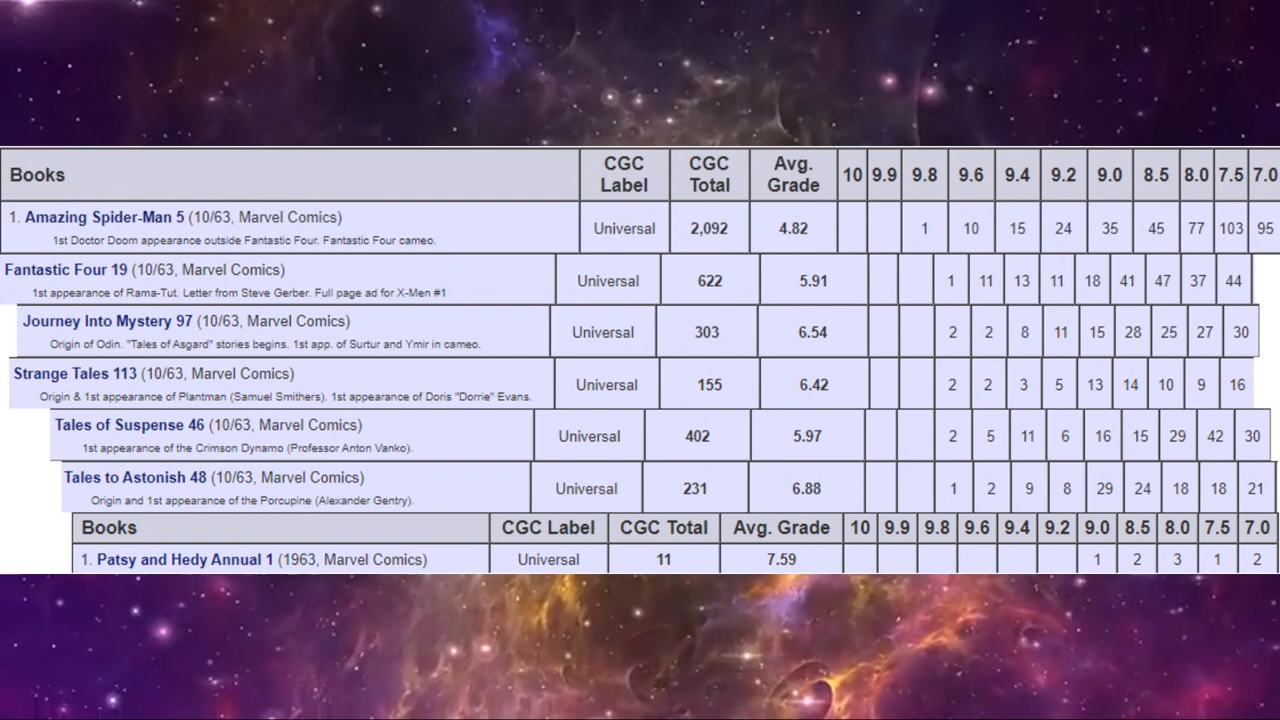 Books CGC Label CGC Total Avg. Grade 10 9.9 9.8 9.6 9.4 9.2 9.0 8.5 8.0 7.5 7.0
1. Amazing Spider-Man 5 (10/63, Marvel Comics) Universal 2,092 4.82 1 10 15 24 35 45 77 103 95
1st Doctor Doom appearance outside Fantastic Four. Fantastic Four cameo.
Fantastic Four 19 (10/63, Marvel Comics) Universal 622 5.91 1 11 13 11 18 41 47 37 44
1st appearance of Rama-Tut. Letter from Steve Gerber. Full page ad for X-Men #1
Journey Into Mystery 97 (10/63, Marvel Comics) Universal 303 6.54 2 2 8 11 15 28 25 27 30
Origin of Odin. "Tales of Asgard" stories begins. 1st app. of Surtur and Ymir in cameo.
Strange Tales 113 (10/63, Marvel Comics) Universal 155 6.42 2 2 3 5 13 14 10 9 16
Origin & 1st appearance of Plantman (Samuel Smithers). 1st appearance of Doris "Dorrie" Evans.
Tales of Suspense 46 (10/63, Marvel Comics) Universal 402 5.97 2 5 11 6 16 15 29 42 30
1st appearance of the Crimson Dynamo (Professor Anton Vanko).
Tales to Astonish 48 (10/63, Marvel Comics) Universal 231 6.88 1 2 9 8 29 24 18 18 21
Origin and 1st appearance of the Porcupine (Alexander Gentry).
Books CGC Label CGC Total Avg. Grade 10 9.9 9.8 9.6 9.4 9.2 9.0 8.5 8.0 7.5 7.0
1. Patsy and Hedy Annual 1 (1963, Marvel Comics) Universal 11 7.59 1 2 3 1 2